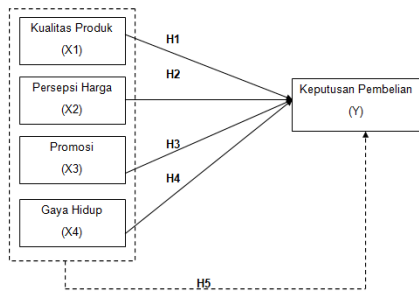 Kualitas Produk
(X1)
H1
H2
Persepsi Harga
(X2)
Keputusan Pembelian
(Y)
Promosi
(X3)
H3
H4
Gaya Hidup
(X4)
H5